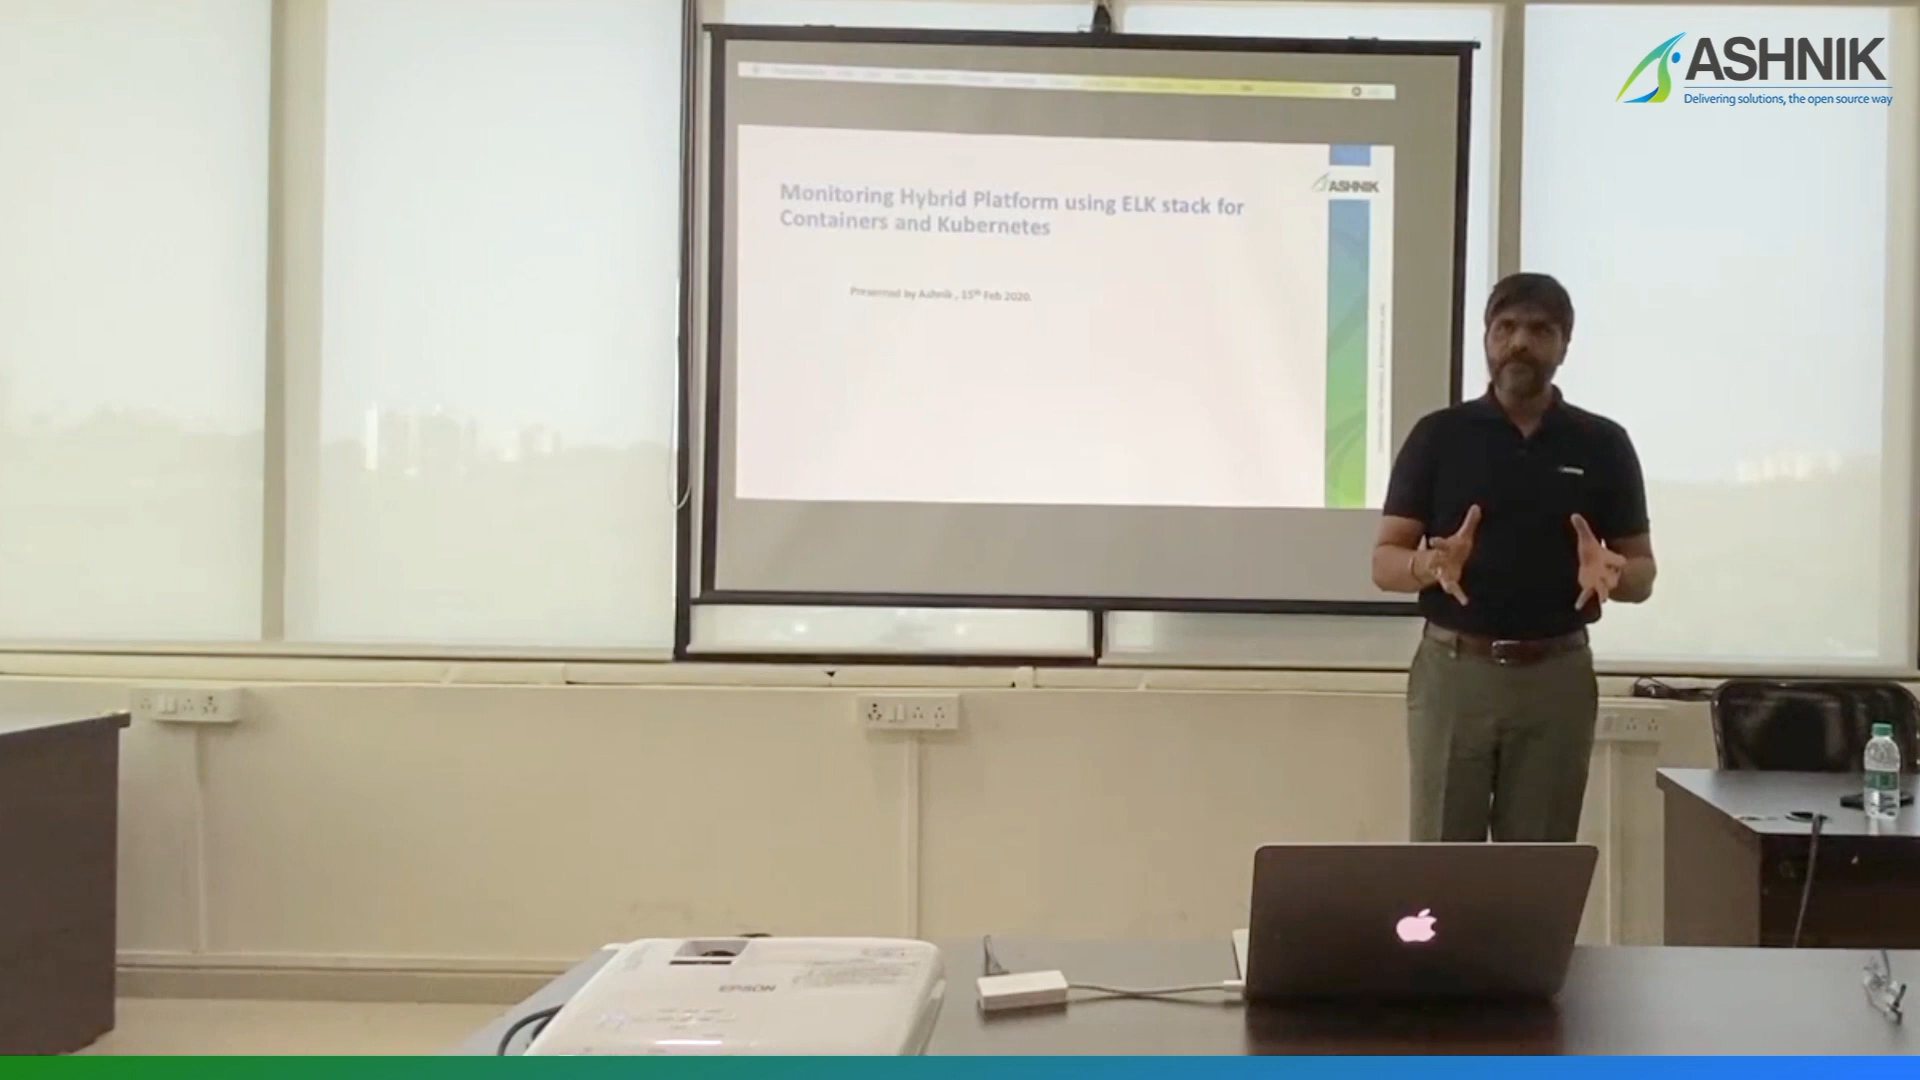 ASHNIK
Delivering solutions, the open source way
ASHNIK
Monitoring Hybrid Platform using ELK stack for
Containers and Kubernetes
Presented by Ashnik , 15th Feb 2020.
EPSON